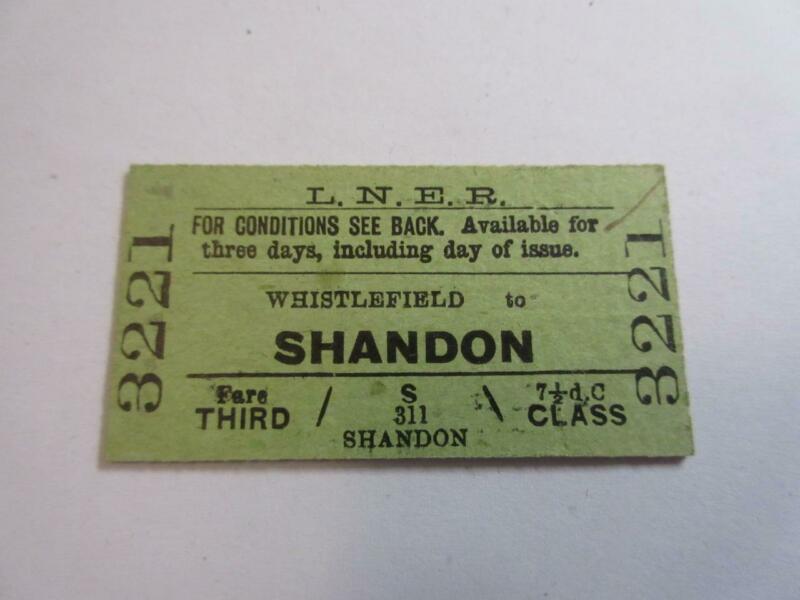 L. N. E. R.
FOR CONDITIONS SEE BACK. Available for
three days, including day of issue.
WHISTLEFIELD to
SHANDON
Fare / S \ 7½d.C
THIRD 311 CLASS
SHANDON
3221
3221